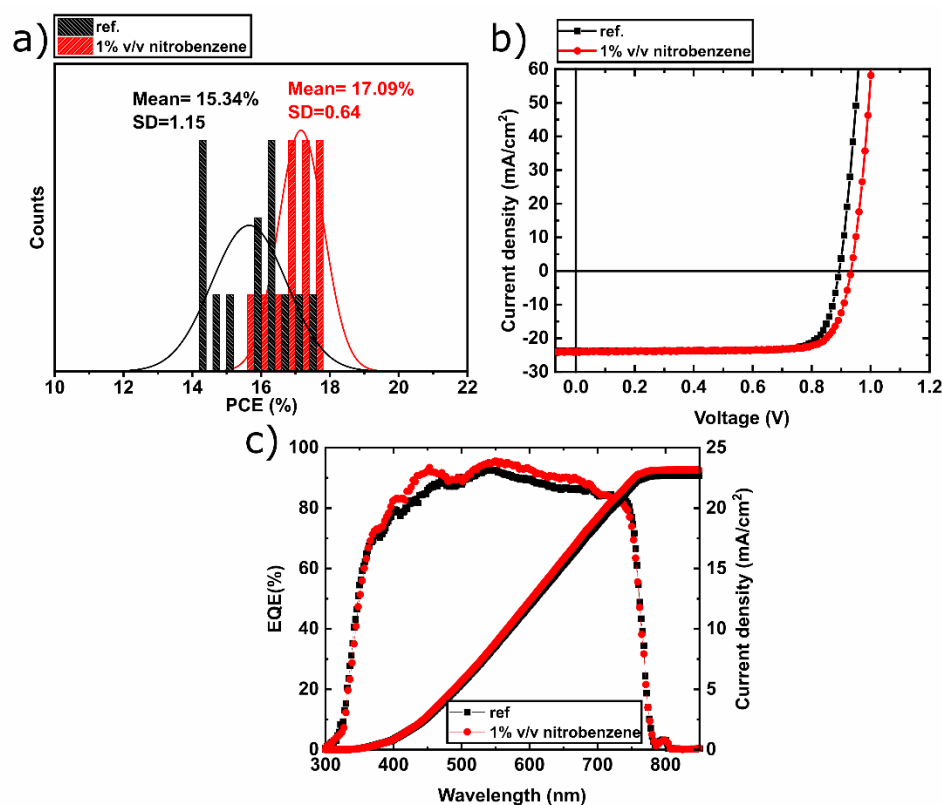 a)
ref.
1% v/v nitrobenzene
Mean= 15.34%
SD=1.15
Mean= 17.09%
SD=0.64
Counts
10 12 14 16 18 20 22
PCE (%)
b)
ref.
1% v/v nitrobenzene
60
50
40
30
20
10
0
-10
-20
-30
Current density (mA/cm²)
0.0 0.2 0.4 0.6 0.8 1.0 1.2
Voltage (V)
c)
100
80
60
40
20
0
EQE(%)
25
20
15
10
5
0
Current density (mA/cm²)
ref
1% v/v nitrobenzene
300 400 500 600 700 800
Wavelength (nm)